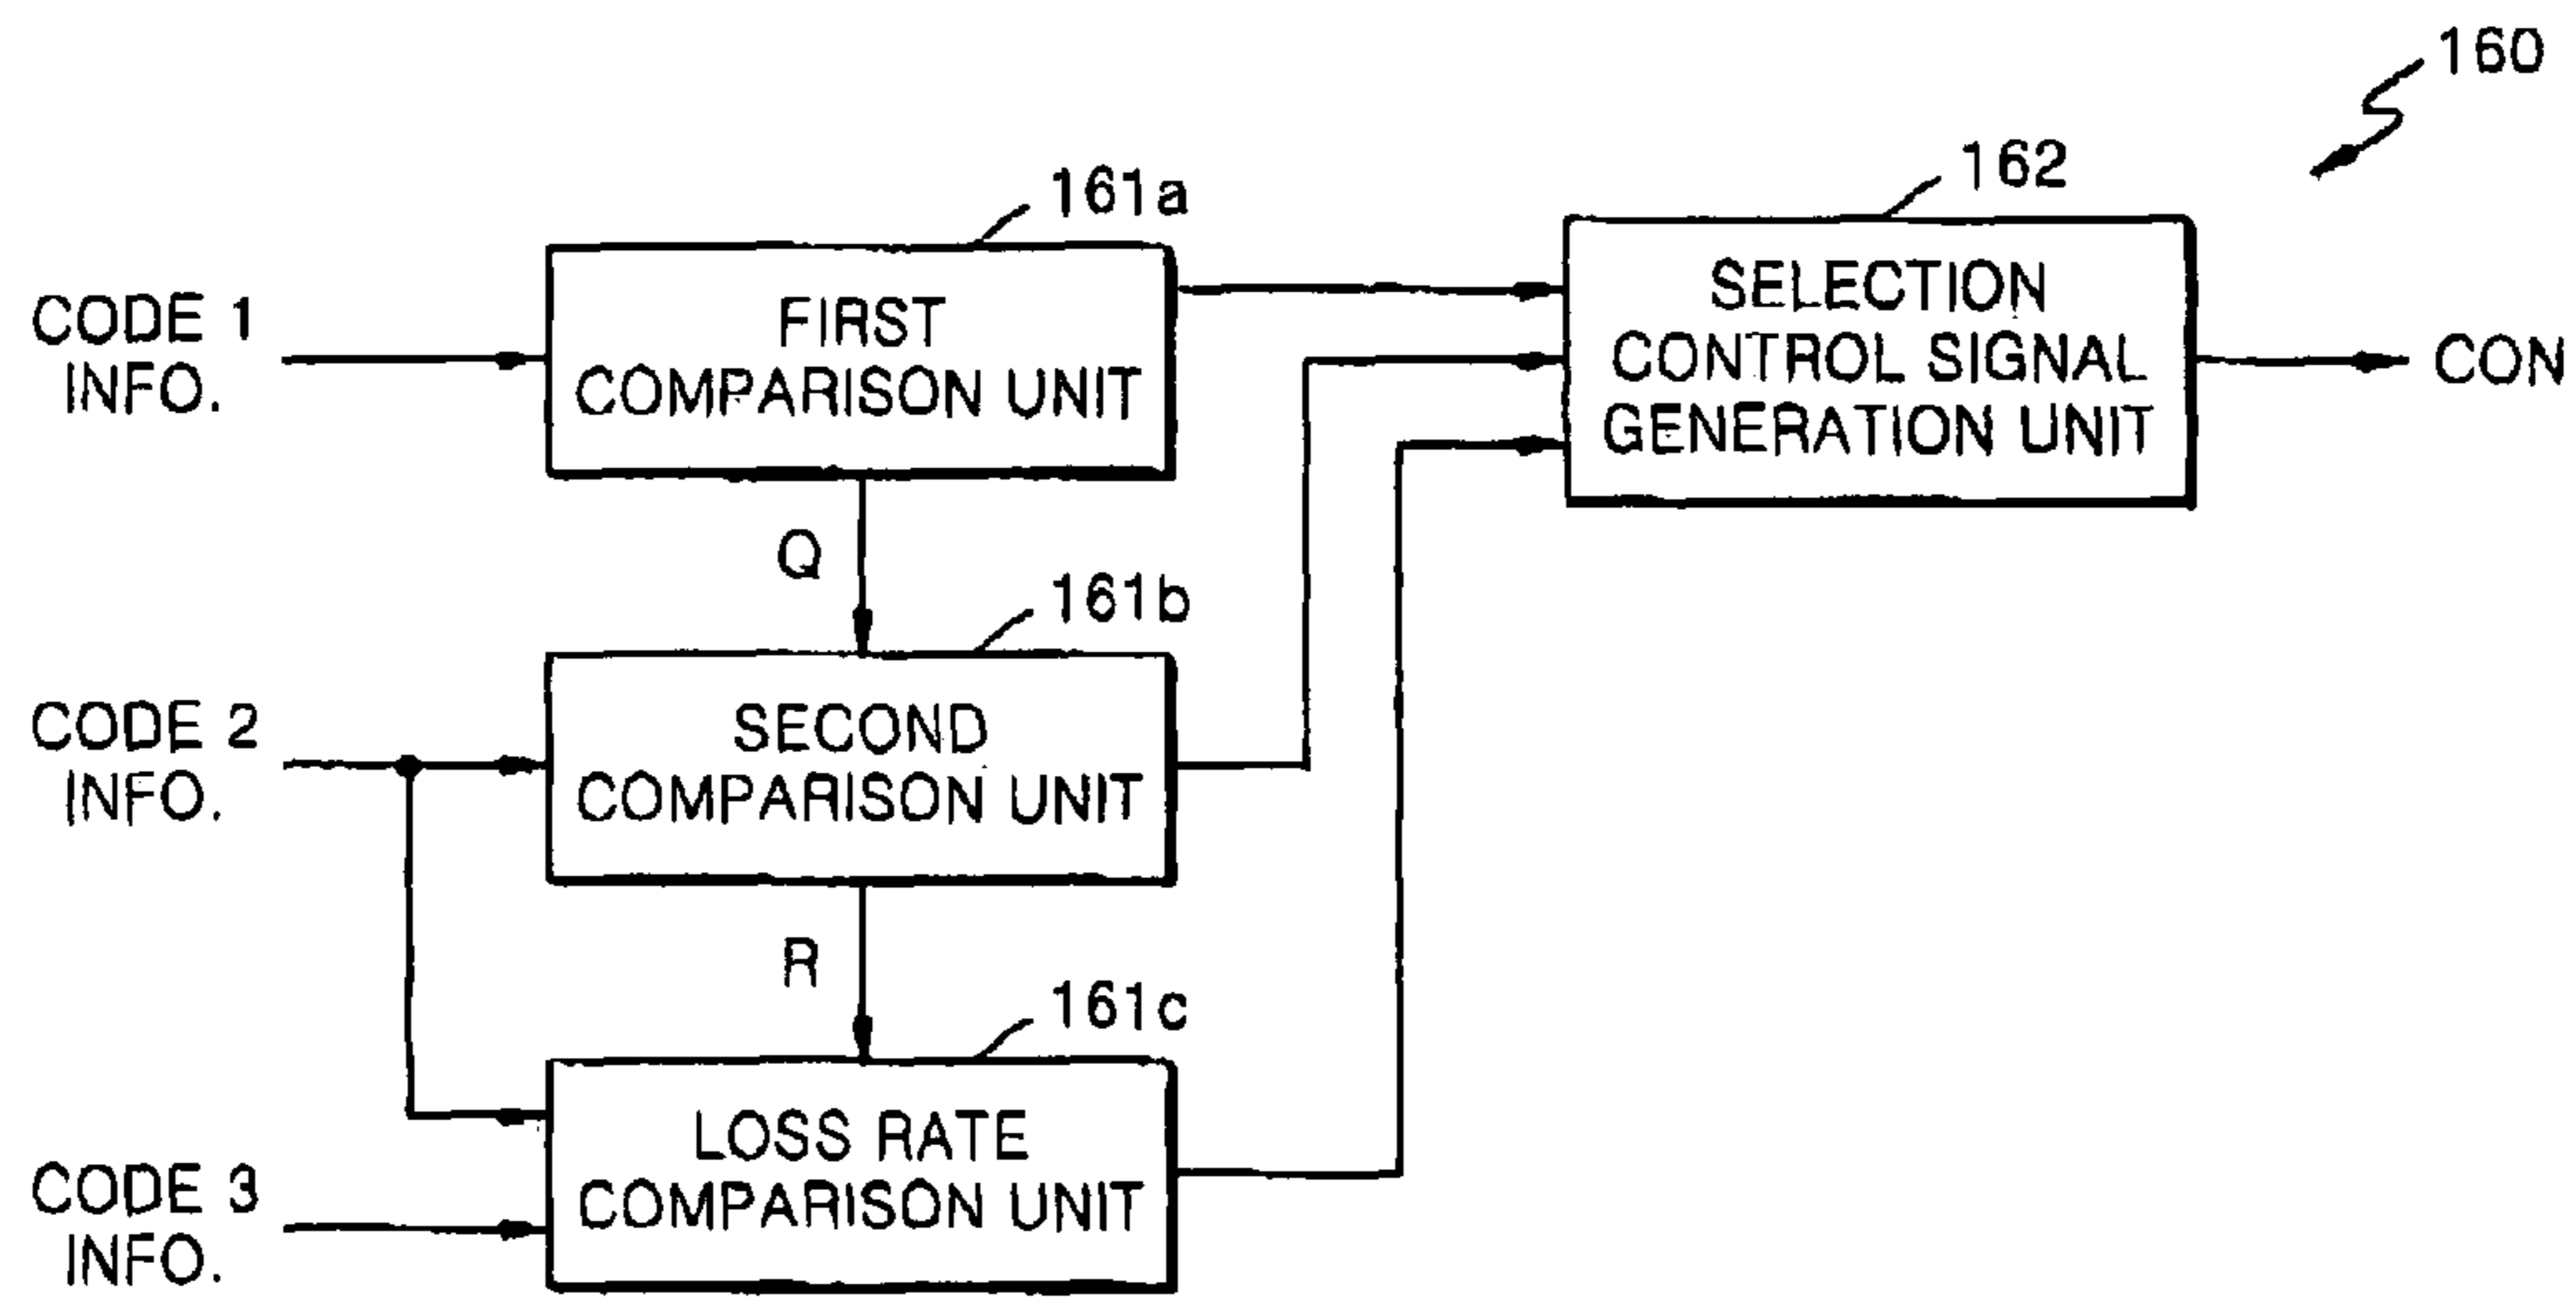 160
162
161a
CODE 1
INFO.
FIRST
COMPARISON UNIT
SELECTION
CONTROL SIGNAL
GENERATION UNIT
CON
Q
161b
CODE 2
INFO.
SECOND
COMPARISON UNIT
R
161c
CODE 3
INFO.
LOSS RATE
COMPARISON UNIT